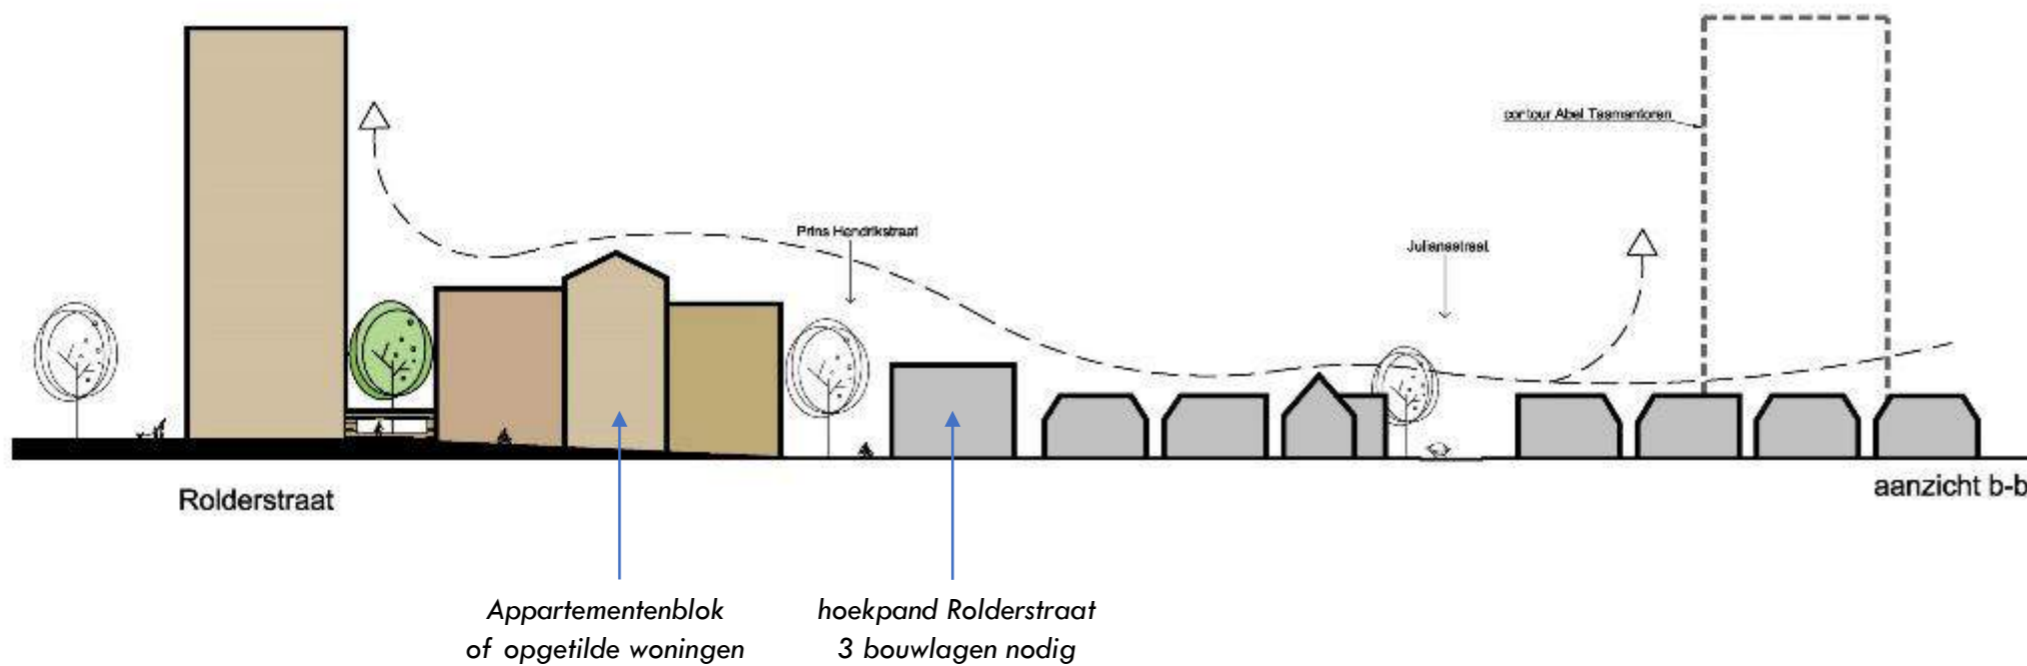 contour Abel Tasmantoren
Prins Hendrikstraat
Julianastraat
Rolderstraat
aanzicht b-b
Appartementenblok
of opgetilde woningen
hoekpand Rolderstraat
3 bouwlagen nodig